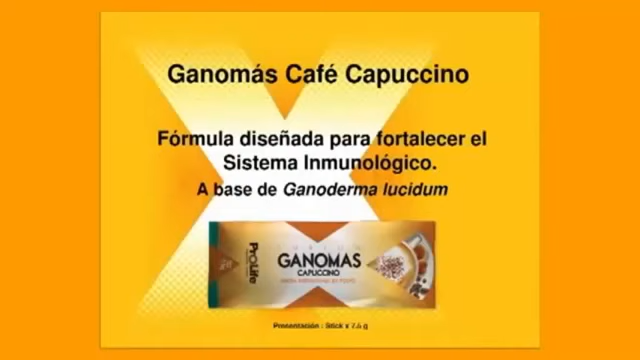 Ganomás Café Capuccino
Fórmula diseñada para fortalecer el
Sistema Inmunológico.
A base de Ganoderma lucidum
ProLife
GANOMAS
CAPUCCINO
Presentación : Stick x 7.5 g